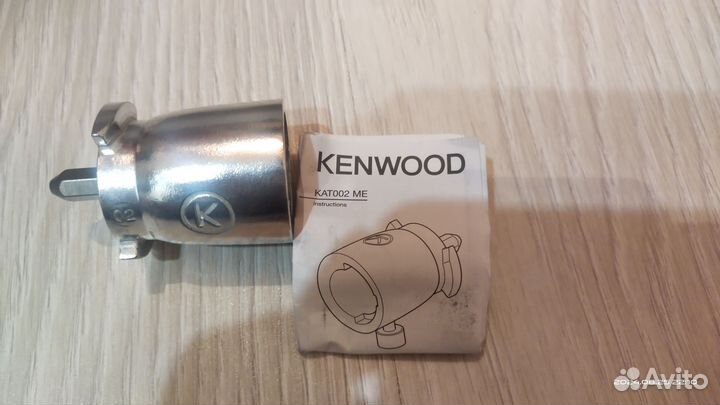 K
KENWOOD
KAT002 ME
Instructions
Avito